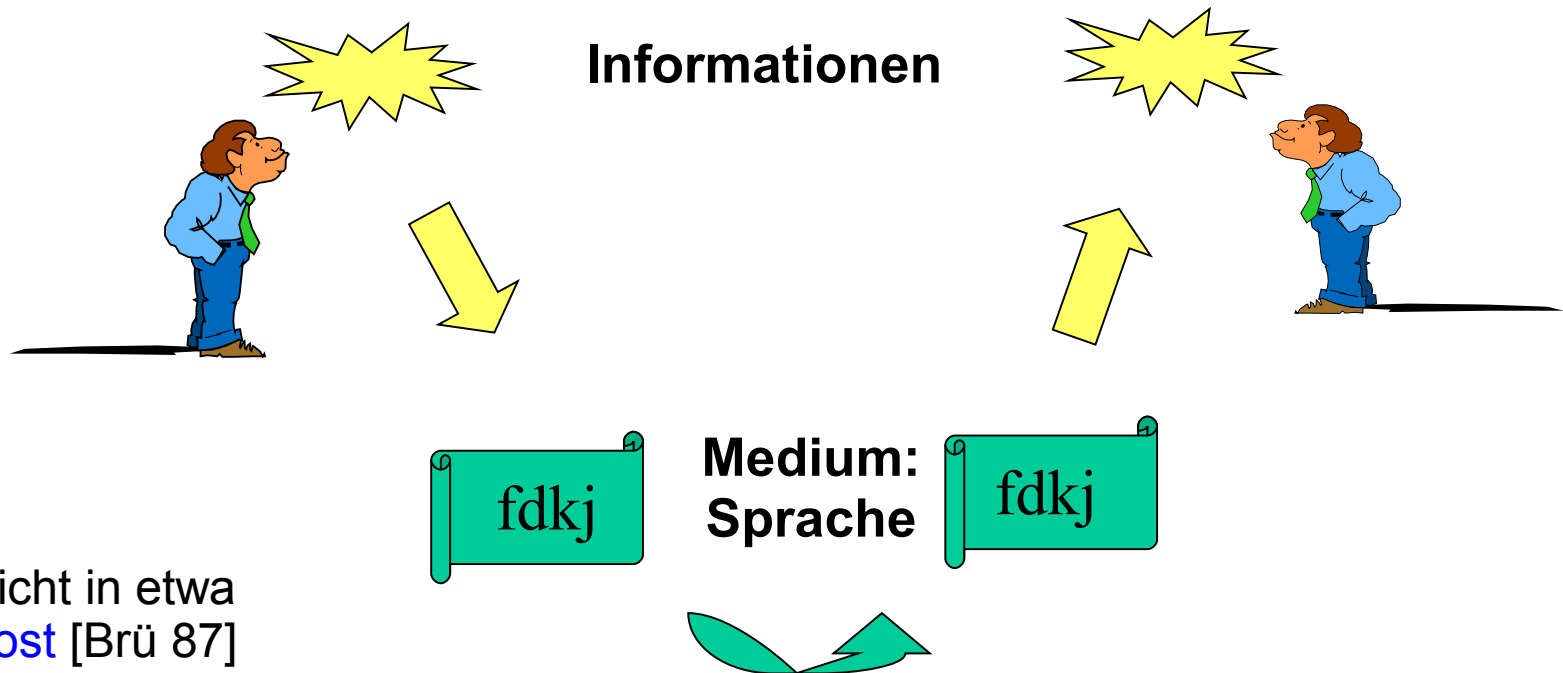 Informationen
Medium:
Sprache
fdkj
fdkj
icht in etwa
ost [Brü 87]